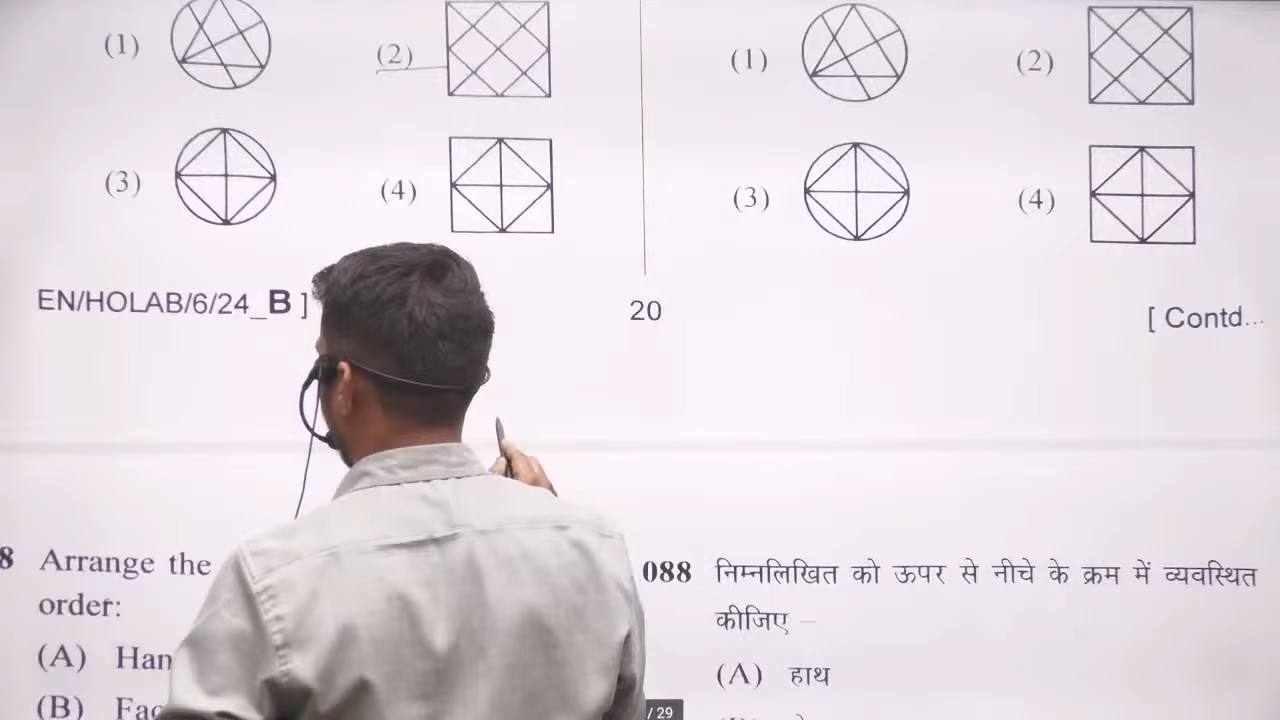 (1) (2) (1) (2)
(3) (4) (3) (4)
EN/HOLAB/6/24_B ] 20 [ Contd...
8 Arrange the
order:
(A) Han
(B) Fac
088 निम्नलिखित को ऊपर से नीचे के क्रम में व्यवस्थित
कीजिए –
(A) हाथ
/ 29